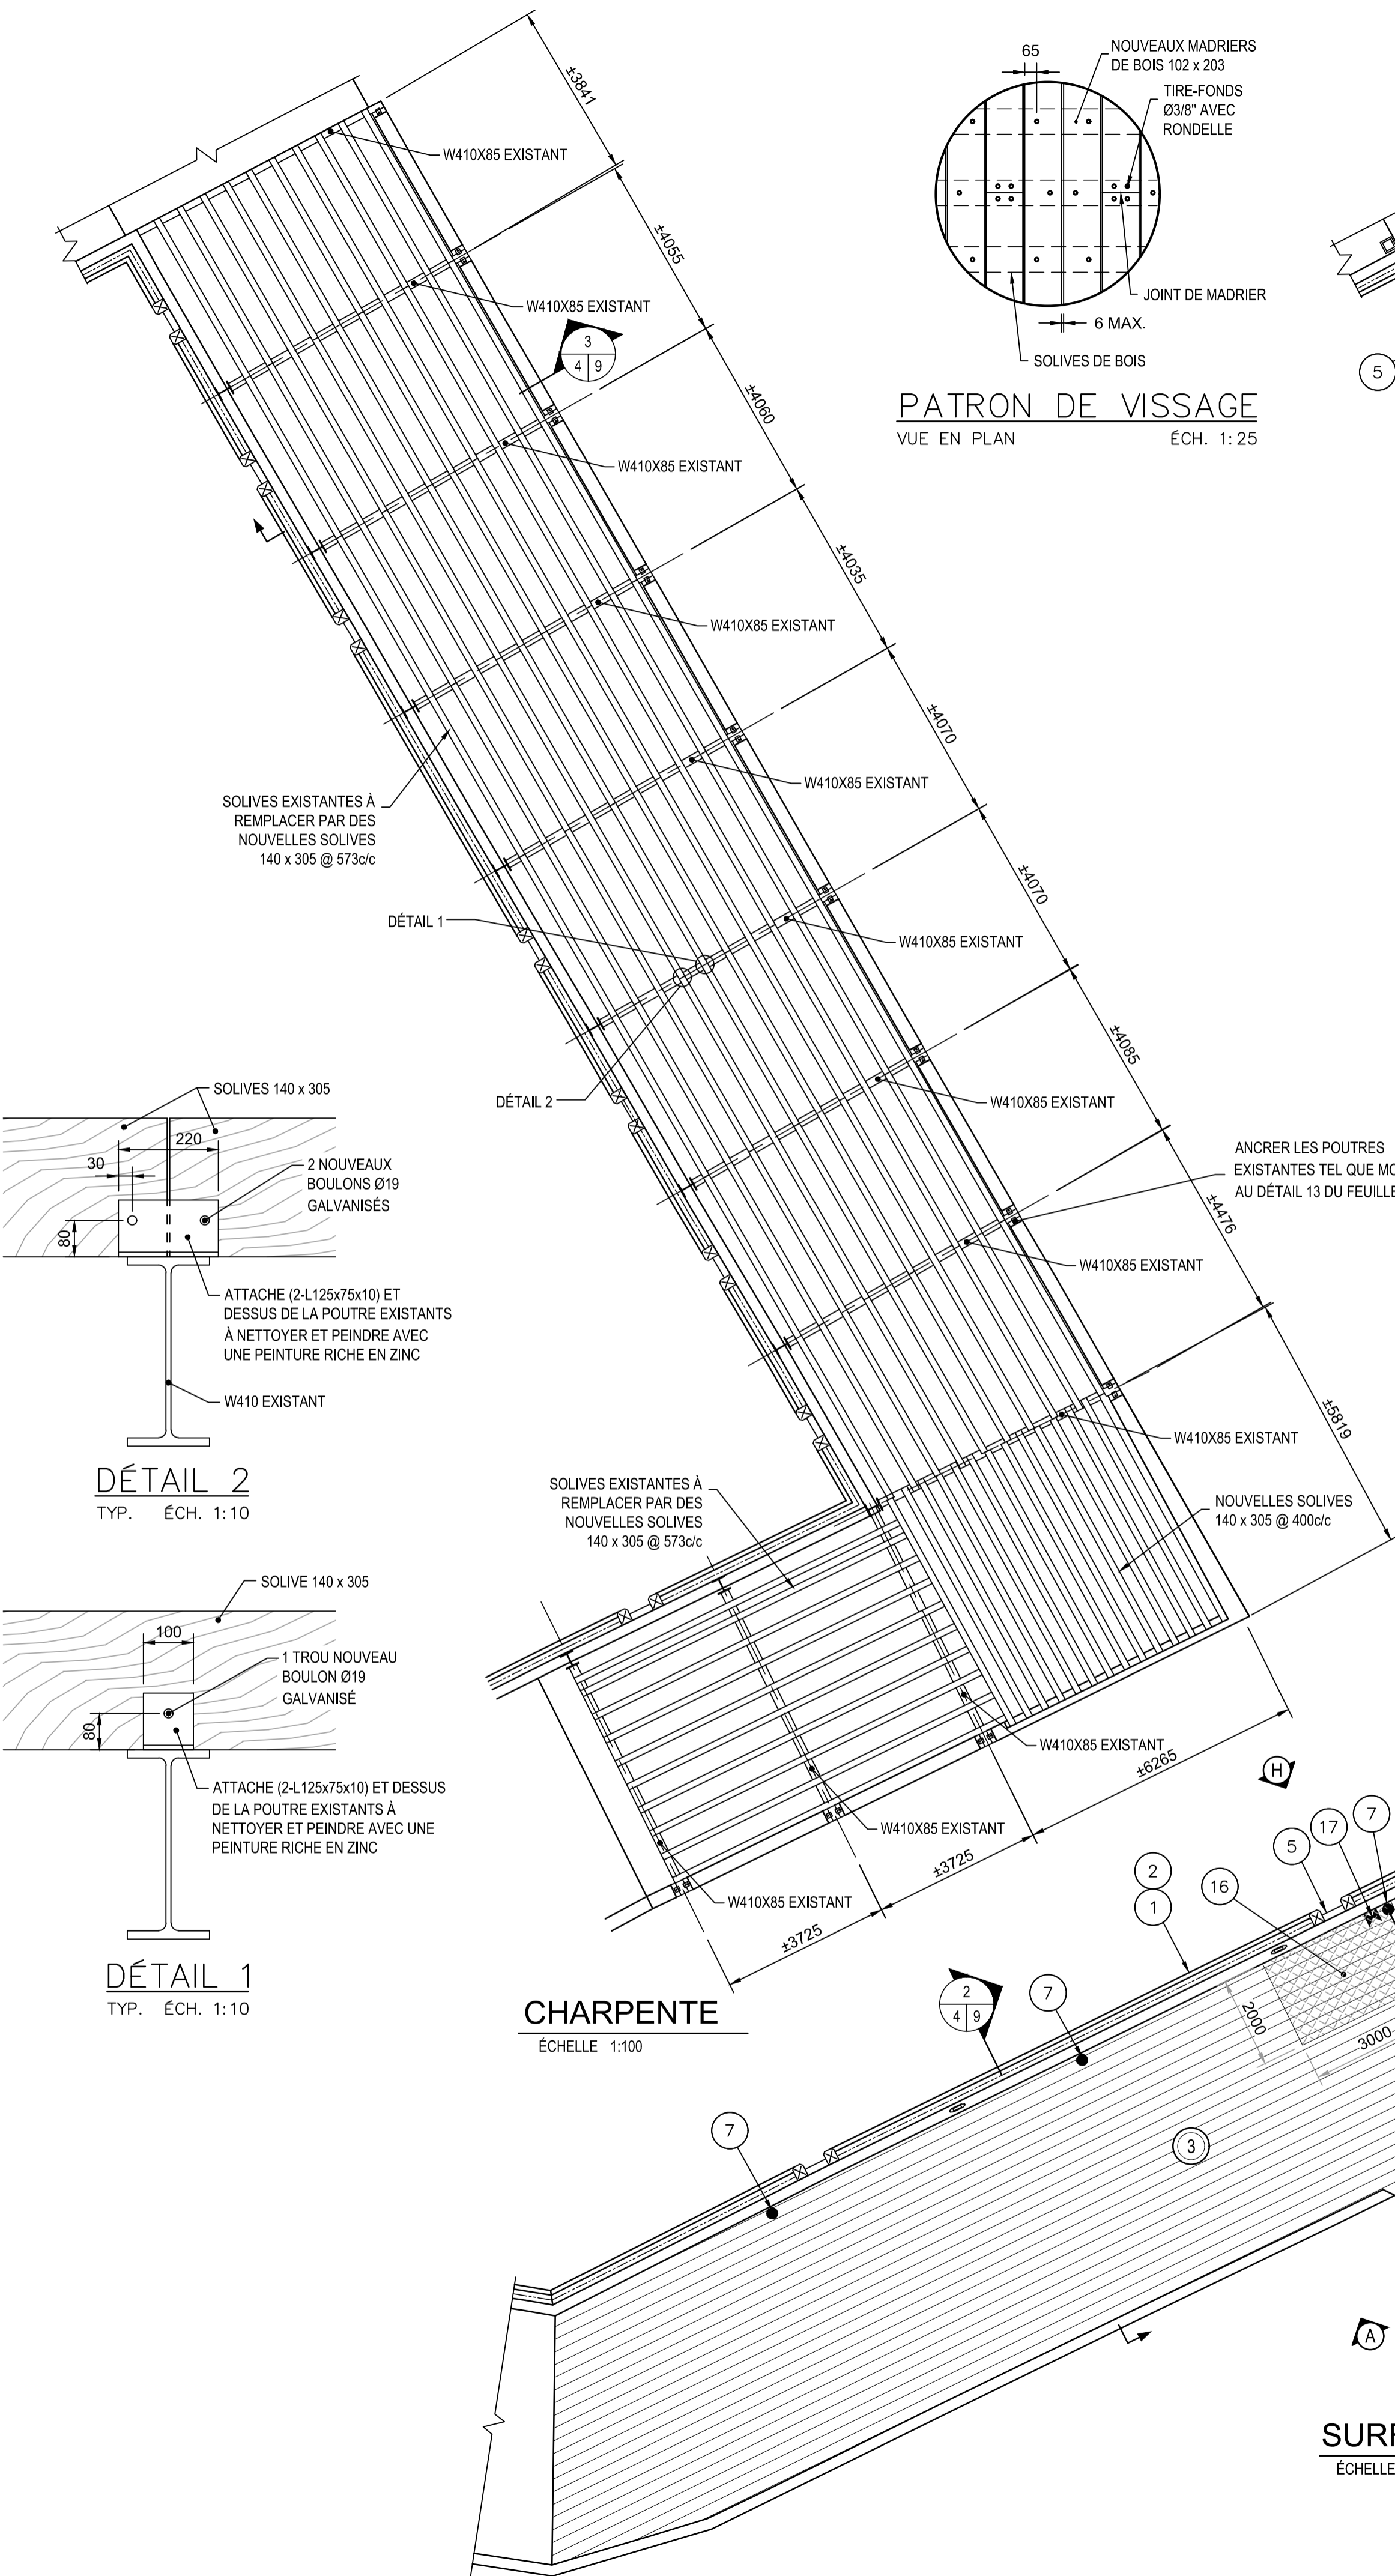 ±3841
W410X85 EXISTANT
±4055
W410X85 EXISTANT
3
4 9
±4060
W410X85 EXISTANT
±4035
W410X85 EXISTANT
±4070
W410X85 EXISTANT
SOLIVES EXISTANTES À
REMPLACER PAR DES
NOUVELLES SOLIVES
140 x 305 @ 573c/c
±4070
W410X85 EXISTANT
DÉTAIL 1
DÉTAIL 2
±4085
W410X85 EXISTANT
ANCRER LES POUTRES
EXISTANTES TEL QUE
AU DÉTAIL 13 DU
±4476
W410X85 EXISTANT
±5819
W410X85 EXISTANT
NOUVELLES SOLIVES
140 x 305 @ 400c/c
SOLIVES EXISTANTES À
REMPLACER PAR DES
NOUVELLES SOLIVES
140 x 305 @ 573c/c
W410X85 EXISTANT
±6265
W410X85 EXISTANT
±3725
W410X85 EXISTANT
±3725
CHARPENTE
ÉCHELLE 1:100
65
NOUVEAUX MADRIERS
DE BOIS 102 x 203
TIRE-FONDS
Ø3/8" AVEC
RONDELLE
JOINT DE MADRIER
6 MAX.
SOLIVES DE BOIS
PATRON DE VISSAGE
VUE EN PLAN ÉCH. 1:25
5
SOLIVES 140 x 305
220
30
2 NOUVEAUX
BOULONS Ø19
GALVANISÉS
80
ATTACHE (2-L125x75x10) ET
DESSUS DE LA POUTRE EXISTANTS
À NETTOYER ET PEINDRE AVEC
UNE PEINTURE RICHE EN ZINC
W410 EXISTANT
DÉTAIL 2
TYP. ÉCH. 1:10
SOLIVE 140 x 305
100
1 TROU NOUVEAU
BOULON Ø19
GALVANISÉ
80
ATTACHE (2-L125x75x10) ET DESSUS
DE LA POUTRE EXISTANTS À
NETTOYER ET PEINDRE AVEC UNE
PEINTURE RICHE EN ZINC
DÉTAIL 1
TYP. ÉCH. 1:10
H
7
17
5
16
2
1
2
4 9
7
2000
3000
7
3
A
ÉCHELLE